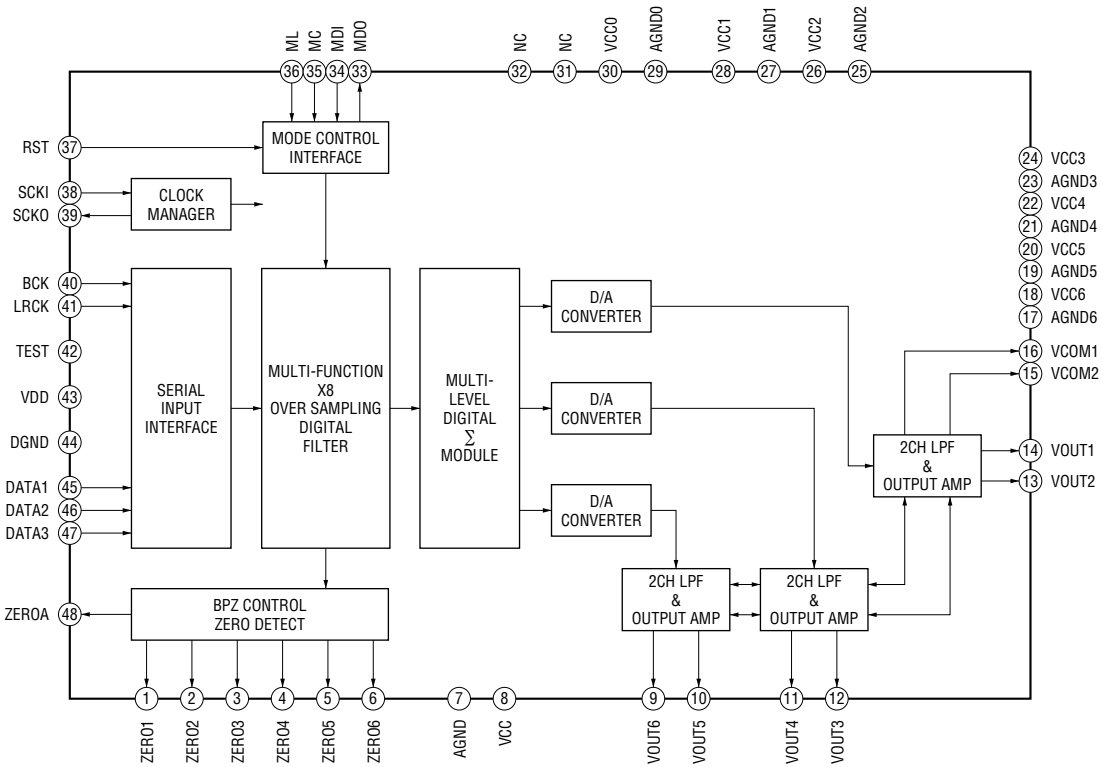 ML
MC
MDI
MDO
NC
NC
VCC0
AGND0
VCC1
AGND1
VCC2
AGND2
36
35
34
33
32
31
30
29
28
27
26
25
RST
37
MODE CONTROL
INTERFACE
SCKI
38
SCKO
39
CLOCK
MANAGER
24
VCC3
23
AGND3
22
VCC4
21
AGND4
20
VCC5
19
AGND5
18
VCC6
17
AGND6
16
VCOM1
15
VCOM2
14
VOUT1
13
VOUT2
BCK
40
LRCK
41
TEST
42
VDD
43
DGND
44
DATA1
45
DATA2
46
DATA3
47
SERIAL
INPUT
INTERFACE
MULTI-FUNCTION
X8
OVER SAMPLING
DIGITAL
FILTER
MULTI-
LEVEL
DIGITAL
∑
MODULE
D/A
CONVERTER
D/A
CONVERTER
D/A
CONVERTER
2CH LPF
&
OUTPUT AMP
2CH LPF
&
OUTPUT AMP
2CH LPF
&
OUTPUT AMP
ZEROA
48
BPZ CONTROL
ZERO DETECT
1
2
3
4
5
6
7
8
9
10
11
12
ZERO1
ZERO2
ZERO3
ZERO4
ZERO5
ZERO6
AGND
VCC
VOUT6
VOUT5
VOUT4
VOUT3